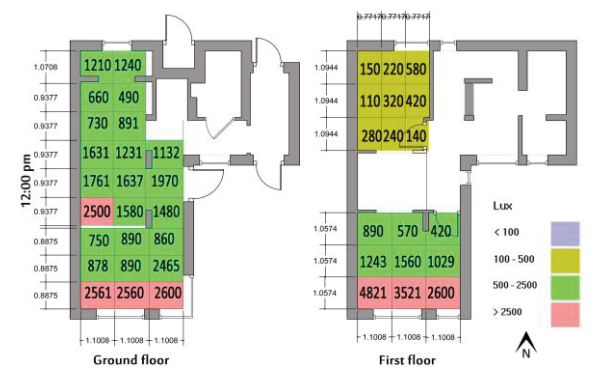 0.7717 0.7717 0.7717
1.0708 1210 1240 1.0944 150 220 580
0.9377 660 490 1.0944 110 320 420
0.9377 730 891 1.0944 280 240 140
0.9377 1631 1231 1132
0.9377 1761 1637 1970
0.9377 2500 1580 1480
12:00 pm
0.8875 750 890 860 1.0574 890 570 420
0.8875 878 890 2465 1.0574 1243 1560 1029
0.8875 2561 2560 2600 1.0574 4821 3521 2600
1.1008 1.1008 1.1008 1.1008 1.1008 1.1008
Ground floor First floor
Lux
< 100
100 - 500
500 - 2500
> 2500
N